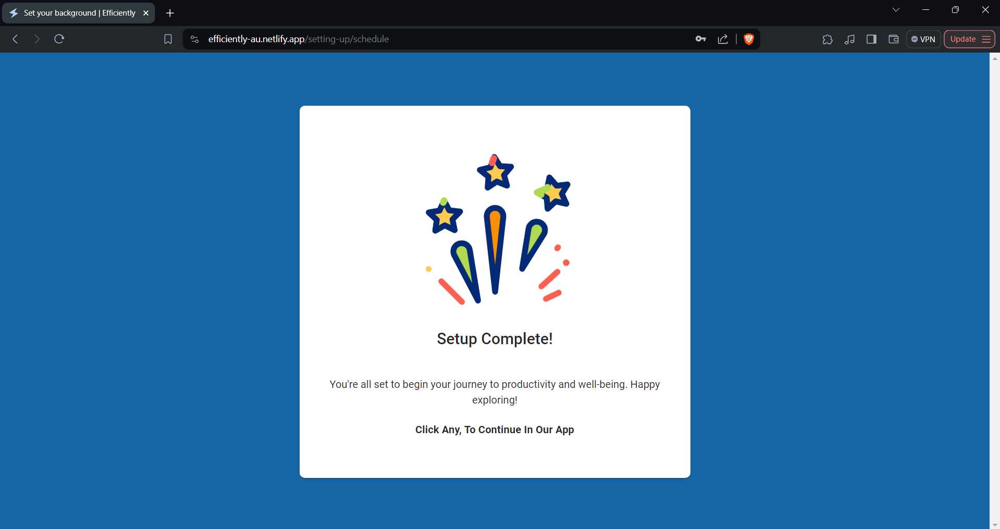 Set your background | Efficiently
efficiently-au.netlify.app/setting-up/schedule
VPN
Update
Setup Complete!
You're all set to begin your journey to productivity and well-being. Happy
exploring!
Click Any, To Continue In Our App